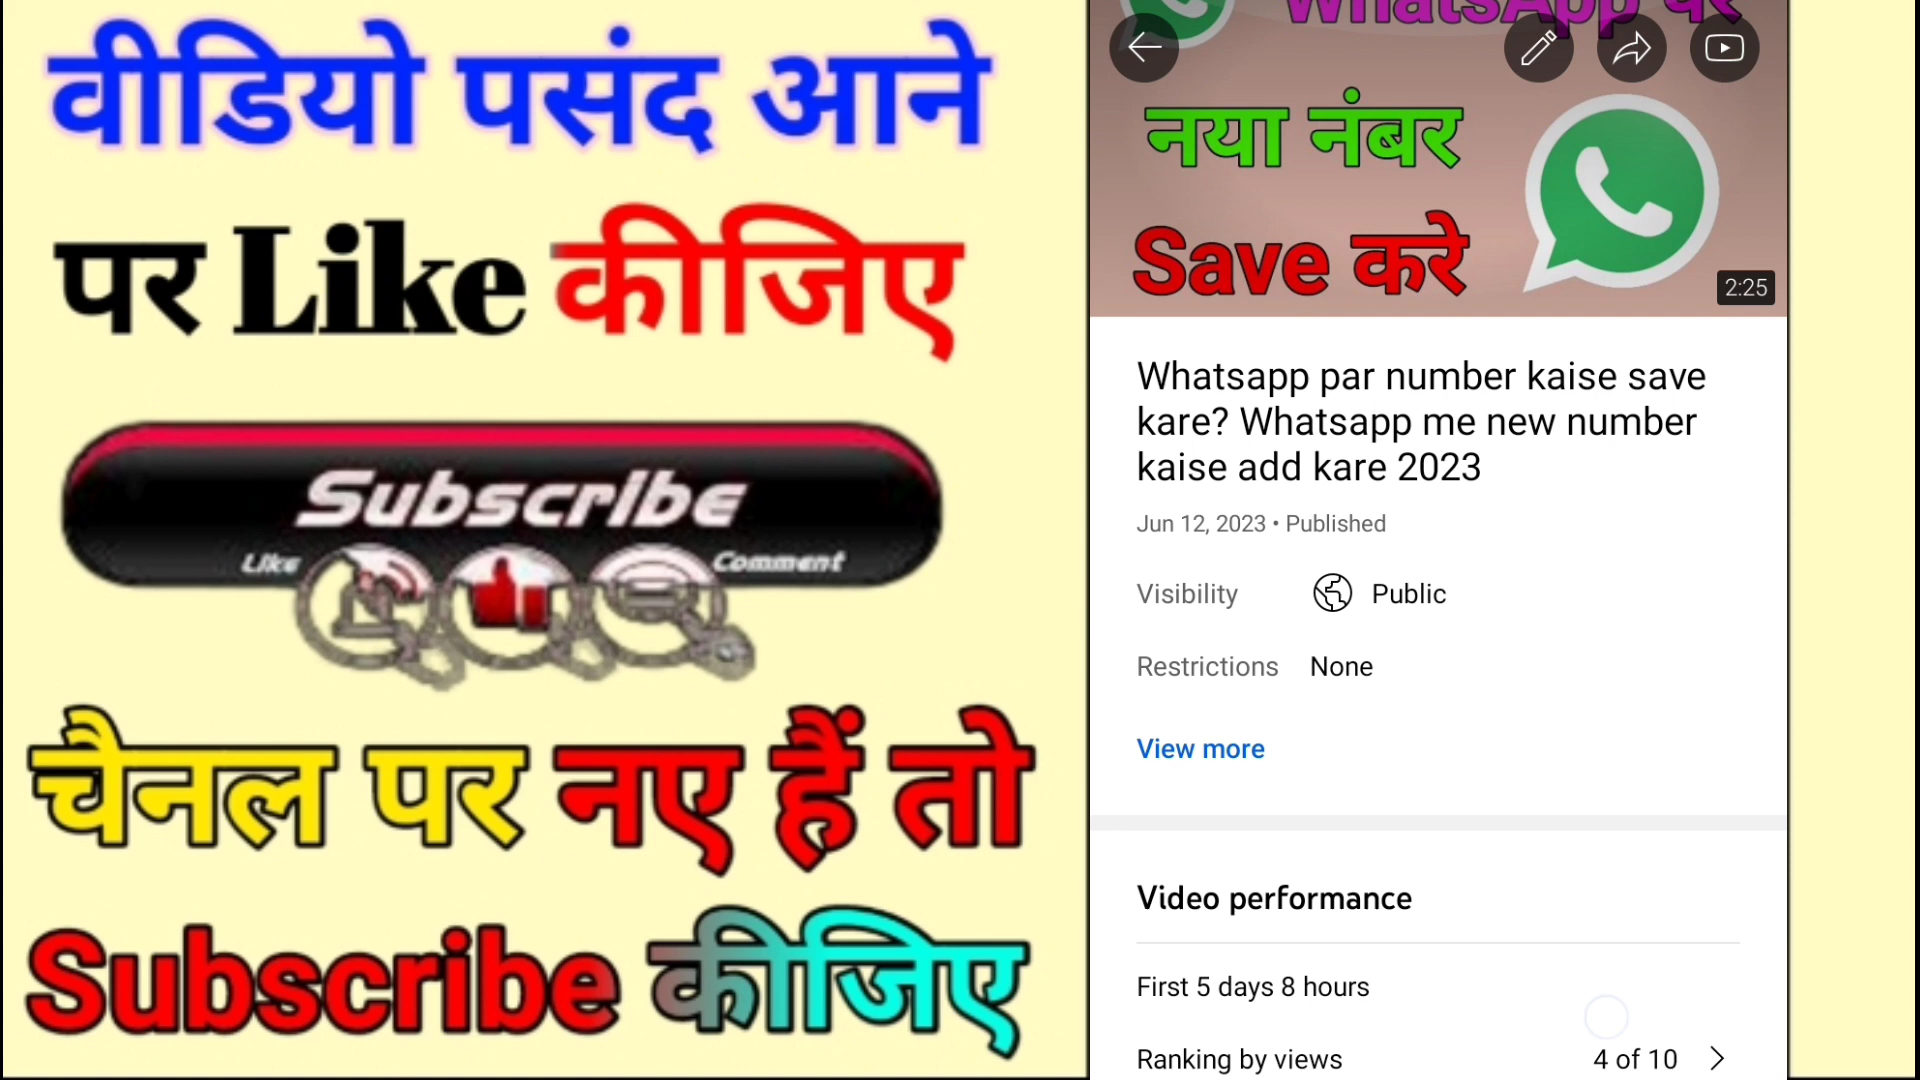 वीडियो पसंद आने
पर Like कीजिए
Subscribe
Like
Comment
चैनल पर नए हैं तो
Subscribe कीजिए
WhatsApp पर
नया नंबर
Save करे
2:25
Whatsapp par number kaise save
kare? Whatsapp me new number
kaise add kare 2023
Jun 12, 2023 • Published
Visibility Public
Restrictions None
View more
Video performance
First 5 days 8 hours
Ranking by views 4 of 10